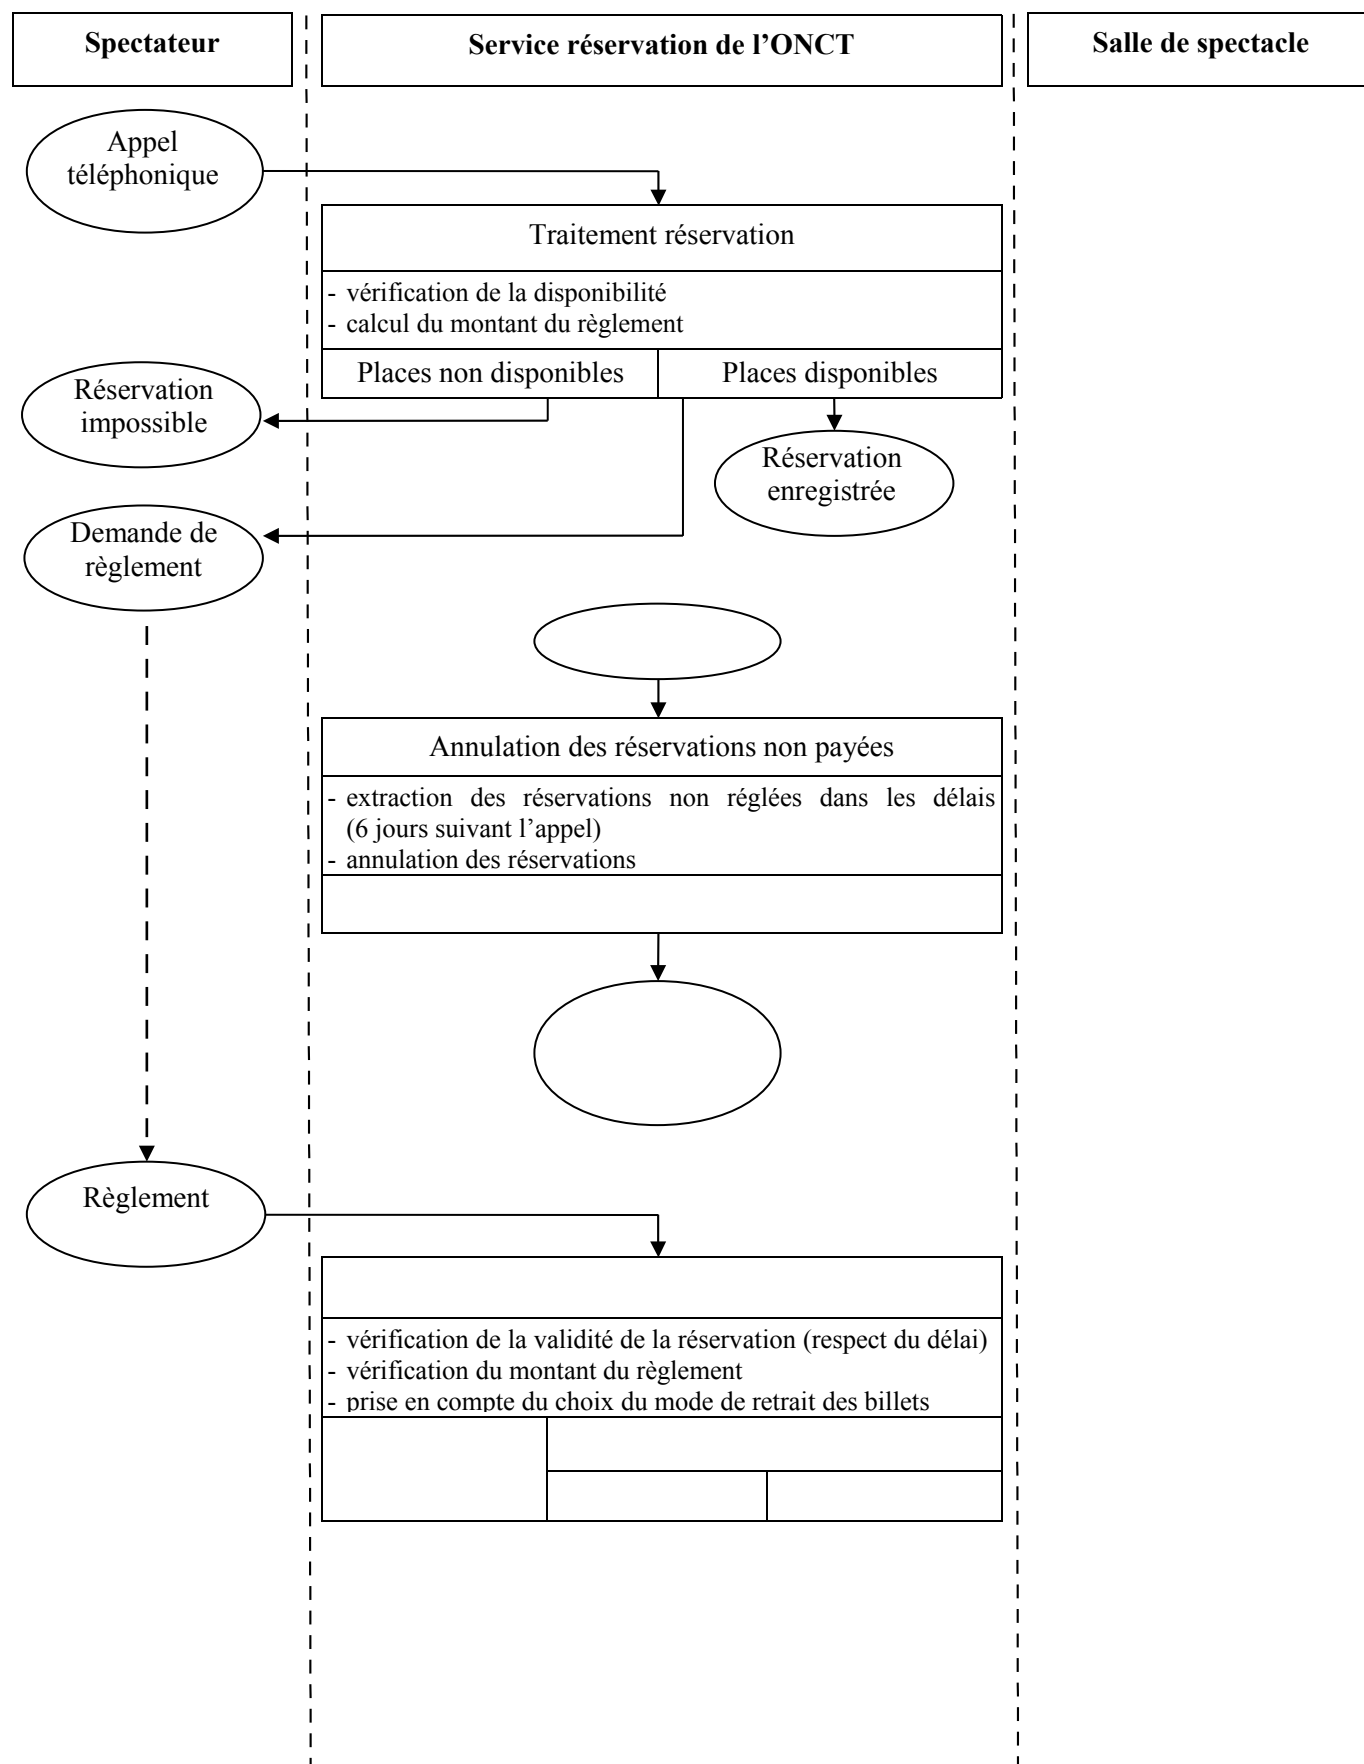 Spectateur
Service réservation de l’ONCT
Salle de spectacle
Appel
téléphonique
Traitement réservation
- vérification de la disponibilité
- calcul du montant du règlement
Places non disponibles
Places disponibles
Réservation
impossible
Réservation
enregistrée
Demande de
règlement
Annulation des réservations non payées
- extraction des réservations non réglées dans les délais
(6 jours suivant l’appel)
- annulation des réservations
Règlement
- vérification de la validité de la réservation (respect du délai)
- vérification du montant du règlement
- prise en compte du choix du mode de retrait des billets